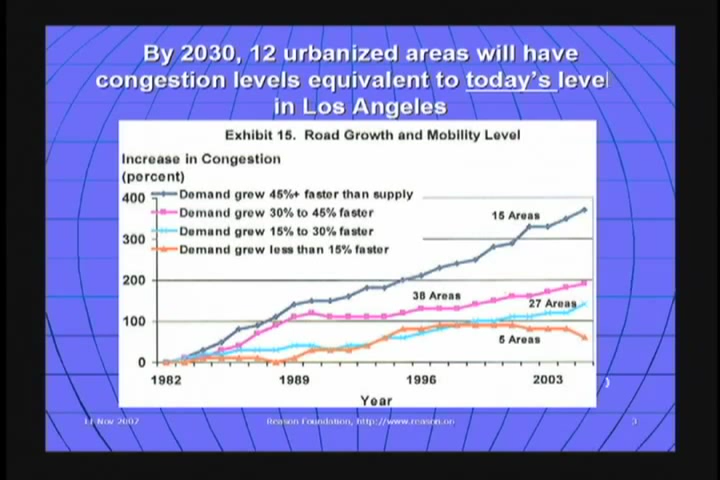 By 2030, 12 urbanized areas will have
congestion levels equivalent to today's level
in Los Angeles
Exhibit 15. Road Growth and Mobility Level
Increase in Congestion
(percent)
400
300
200
100
0
Demand grew 45%+ faster than supply
Demand grew 30% to 45% faster
Demand grew 15% to 30% faster
Demand grew less than 15% faster
15 Areas
38 Areas
27 Areas
5 Areas
1982 1989 1996 2003
Year
Reason Foundation, http://www.reason.org